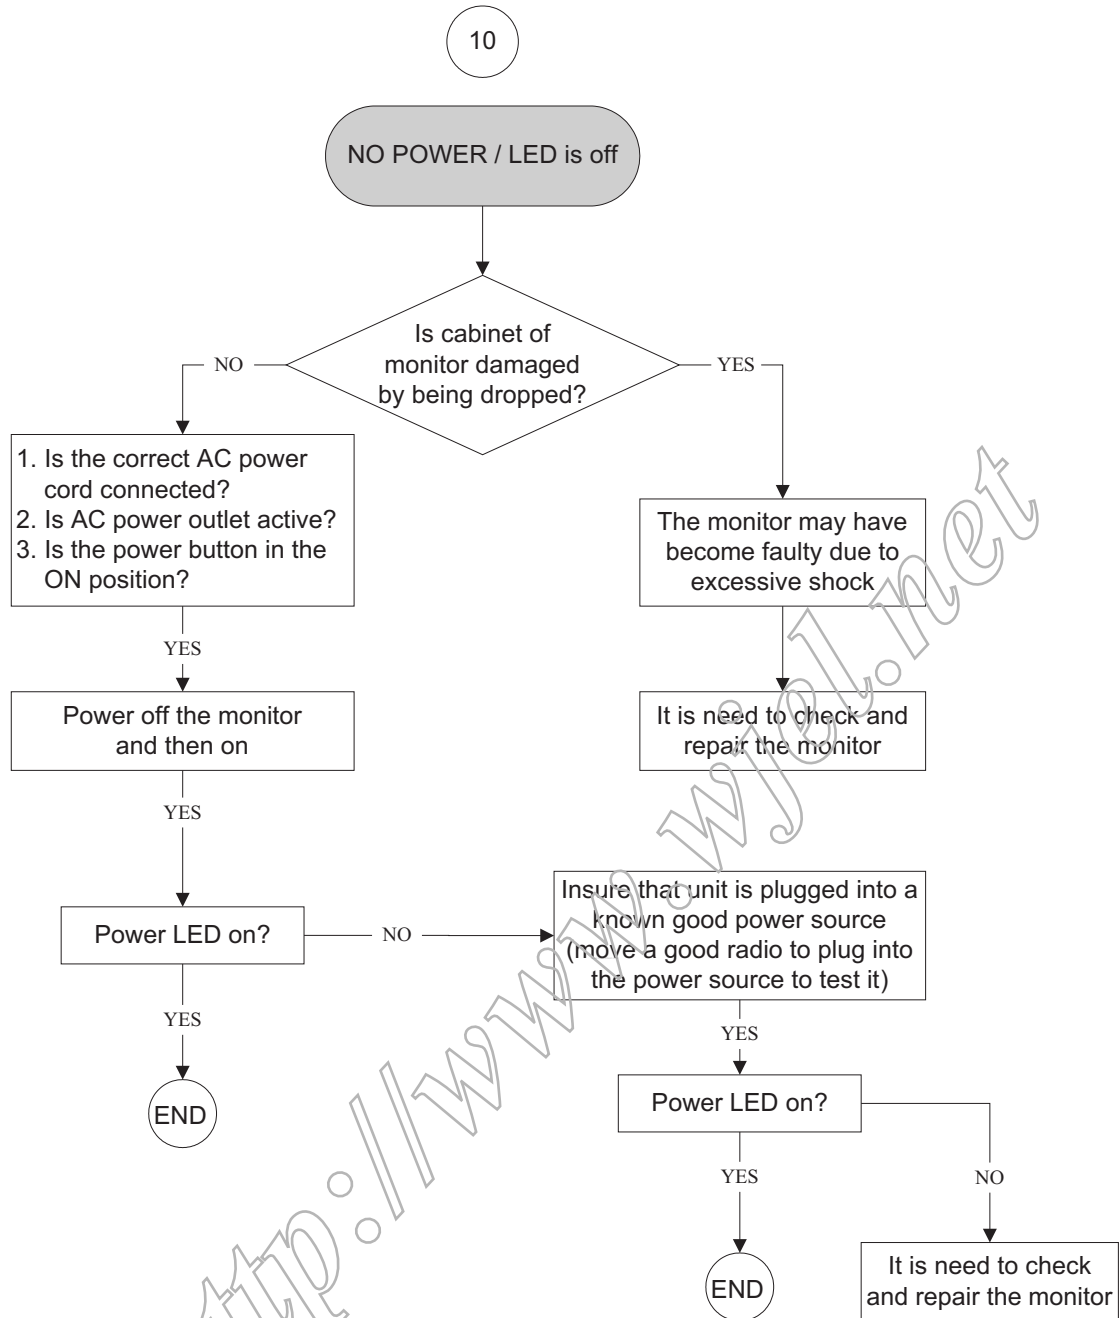 10
NO POWER / LED is off
Is cabinet of
monitor damaged
by being dropped?
NO
YES
1. Is the correct AC power
cord connected?
2. Is AC power outlet active?
3. Is the power button in the
ON position?
The monitor may have
become faulty due to
excessive shock
YES
Power off the monitor
and then on
It is need to check and
repair the monitor
YES
Power LED on?
NO
Insure that unit is plugged into a
known good power source
(move a good radio to plug into
the power source to test it)
YES
END
YES
Power LED on?
YES
NO
END
It is need to check
and repair the monitor
ttp://www.wjel.net